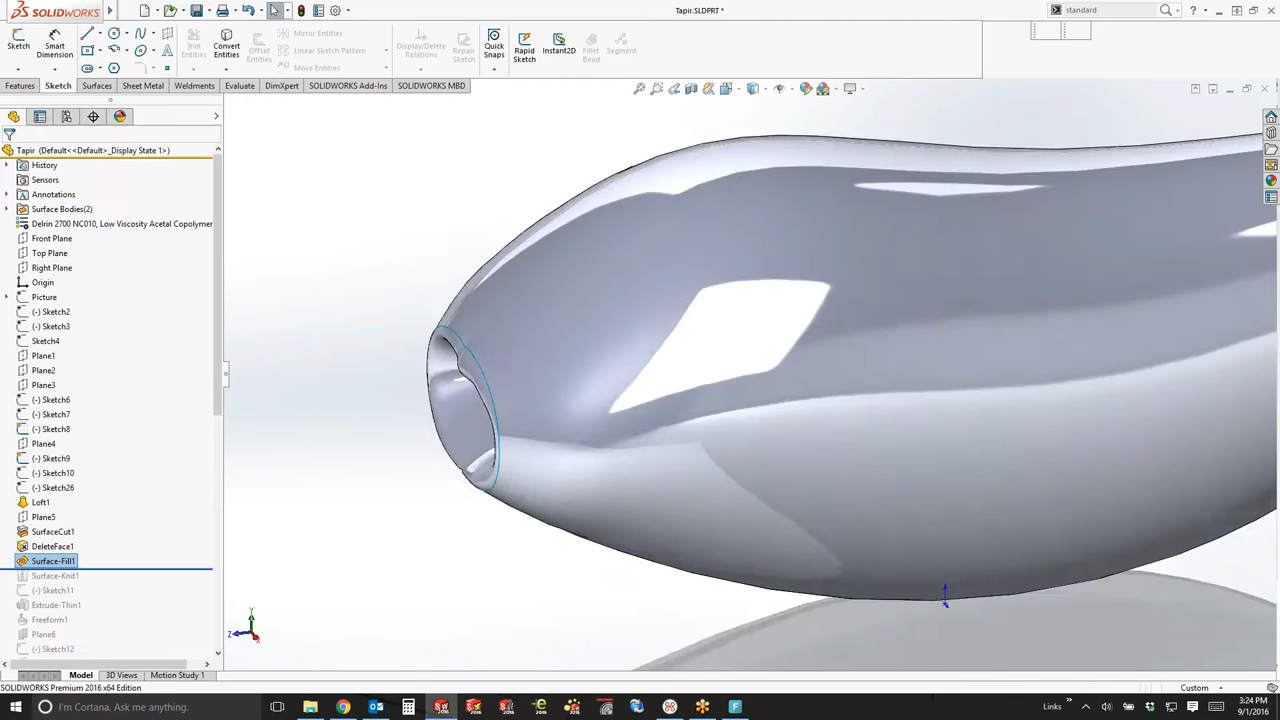 SOLIDWORKS
Tapir.SLDPRT *
standard
Sketch
Smart Dimension
Trim Entities
Convert Entities
Offset Entities
Mirror Entities
Linear Sketch Pattern
Move Entities
Display/Delete Relations
Repair Sketch
Quick Snaps
Rapid Sketch
Instant2D
Fillet Bead
Segment
Features
Sketch
Surfaces
Sheet Metal
Weldments
Evaluate
DimXpert
SOLIDWORKS Add-Ins
SOLIDWORKS MBD
Tapir (Default<<Default>_Display State 1>)
History
Sensors
Annotations
Surface Bodies(2)
Delrin 2700 NC010, Low Viscosity Acetal Copolymer
Front Plane
Top Plane
Right Plane
Origin
Picture
(-) Sketch2
(-) Sketch3
Sketch4
Plane1
Plane2
Plane3
(-) Sketch6
(-) Sketch7
(-) Sketch8
Plane4
(-) Sketch9
(-) Sketch10
(-) Sketch26
Loft1
Plane5
SurfaceCut1
DeleteFace1
Surface-Fill1
Surface-Knit1
(-) Sketch11
Extrude-Thin1
Freeform1
Plane6
(-) Sketch12
Y
Z
X
Model
3D Views
Motion Study 1
SOLIDWORKS Premium 2016 x64 Edition
Custom
I'm Cortana. Ask me anything.
Links
3:24 PM
9/1/2016